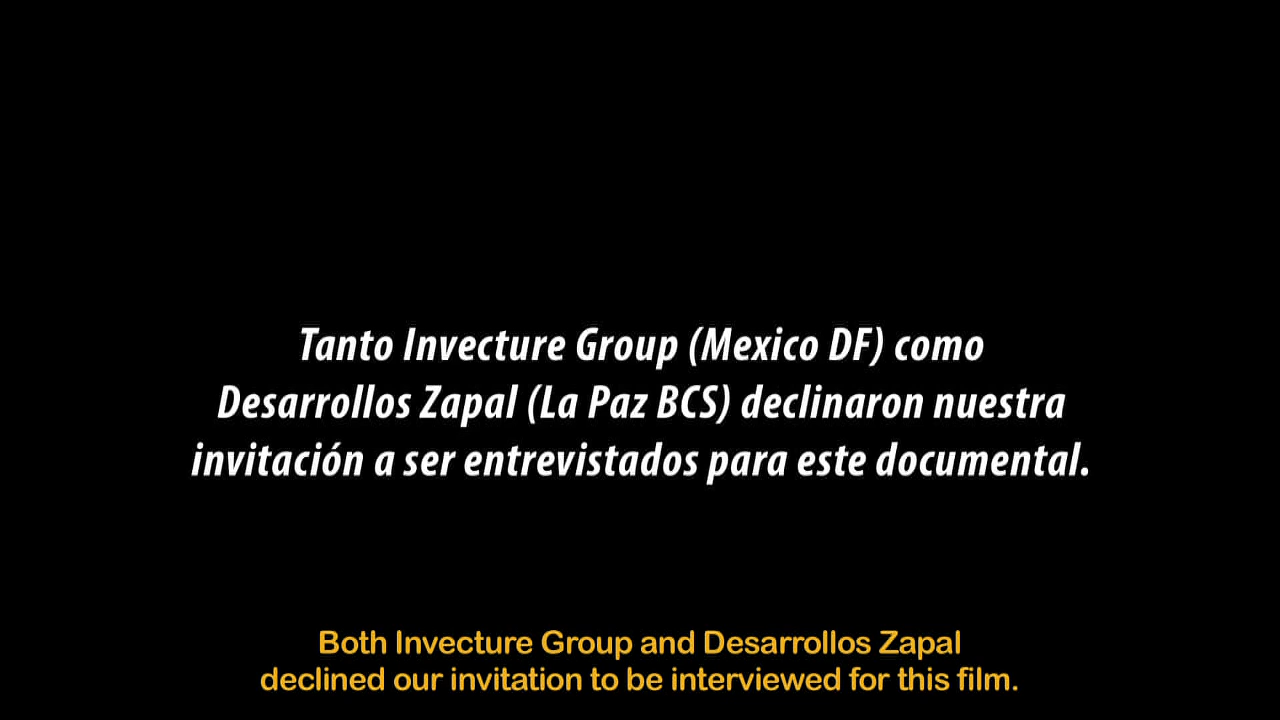 Tanto Invecture Group (Mexico DF) como
Desarrollos Zapal (La Paz BCS) declinaron nuestra
invitación a ser entrevistados para este documental.
Both Invecture Group and Desarrollos Zapal
declined our invitation to be interviewed for this film.